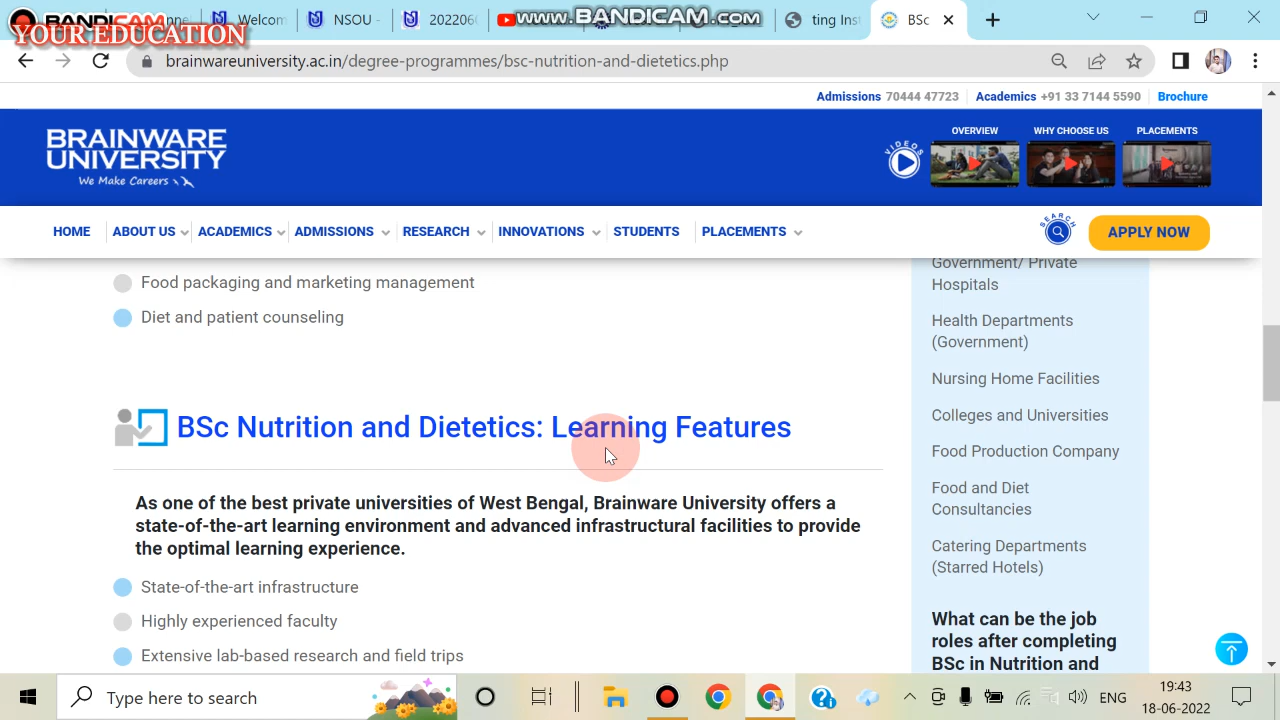 BANDICAM
www.BANDICAM.com
YOUR EDUCATION
Welcom
NSOU -
2022060
ting Inst
BSc
brainwareuniversity.ac.in/degree-programmes/bsc-nutrition-and-dietetics.php
Admissions 70444 47723 Academics +91 33 7144 5590 Brochure
BRAINWARE
UNIVERSITY
We Make Careers
VIDEOS
OVERVIEW WHY CHOOSE US PLACEMENTS
HOME ABOUT US ACADEMICS ADMISSIONS RESEARCH INNOVATIONS STUDENTS PLACEMENTS
SEARCH
APPLY NOW
Food packaging and marketing management
Diet and patient counseling
BSc Nutrition and Dietetics: Learning Features
As one of the best private universities of West Bengal, Brainware University offers a
state-of-the-art learning environment and advanced infrastructural facilities to provide
the optimal learning experience.
State-of-the-art infrastructure
Highly experienced faculty
Extensive lab-based research and field trips
Government/ Private
Hospitals
Health Departments
(Government)
Nursing Home Facilities
Colleges and Universities
Food Production Company
Food and Diet
Consultancies
Catering Departments
(Starred Hotels)
What can be the job
roles after completing
BSc in Nutrition and
Type here to search
ENG
19:43
18-06-2022